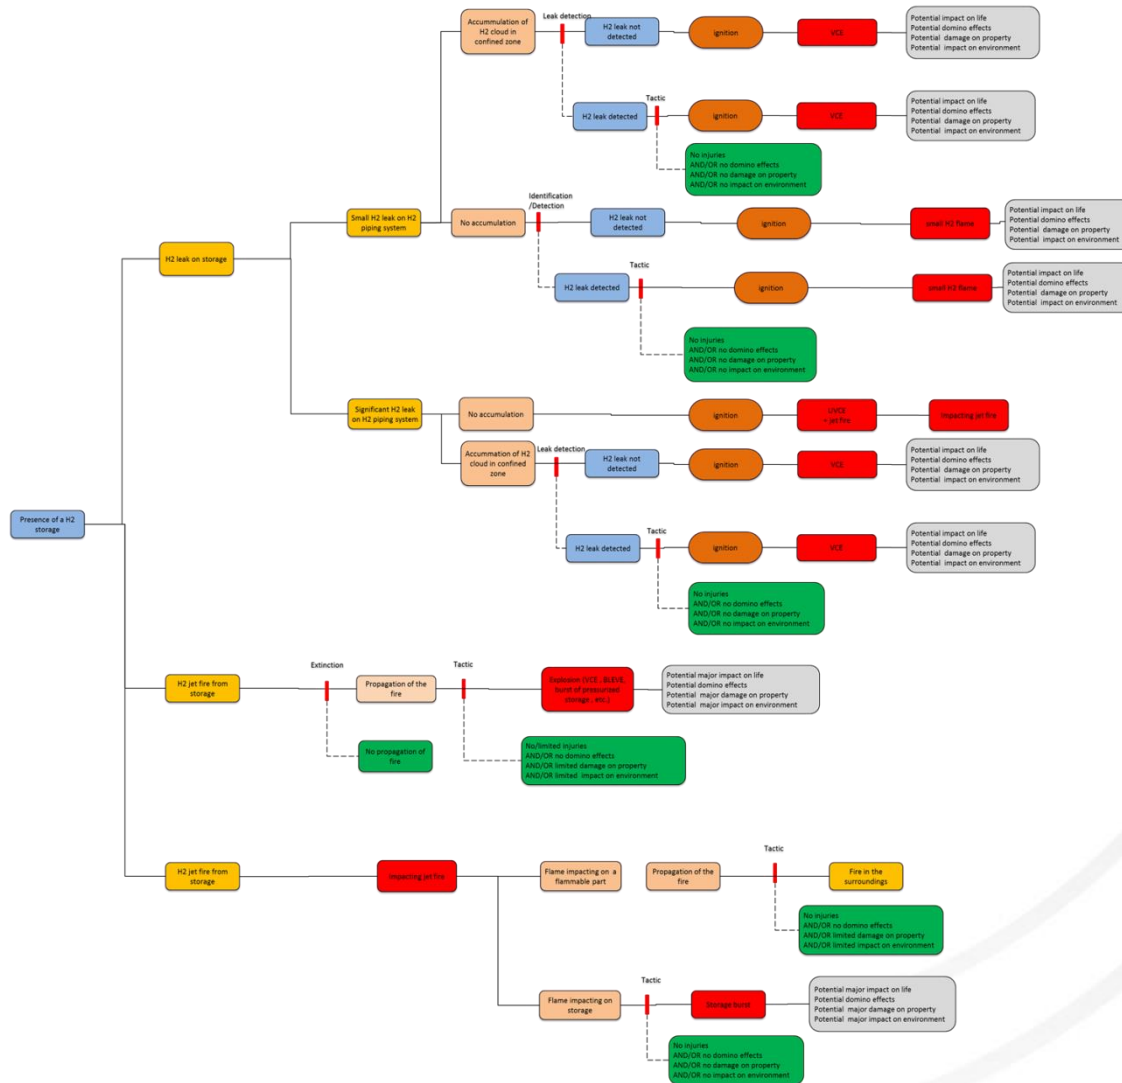 Accummulation of
H2 cloud in
confined zone
Leak detection
H2 leak not
detected
ignition
VCE
Potential impact on life
Potential domino effects
Potential  damage on property
Potential  impact on environment
H2 leak detected
Tactic
ignition
VCE
Potential impact on life
Potential domino effects
Potential  damage on property
Potential  impact on environment
No injuries
AND/OR no domino effects
AND/OR no damage on property
AND/OR no impact on environment
Small H2 leak on H2
piping system
No accumulation
Identification
/Detection
H2 leak not
detected
ignition
small H2 flame
Potential impact on life
Potential domino effects
Potential  damage on property
Potential  impact on environment
H2 leak on storage
H2 leak detected
Tactic
ignition
small H2 flame
Potential impact on life
Potential domino effects
Potential  damage on property
Potential  impact on environment
No injuries
AND/OR no domino effects
AND/OR no damage on property
AND/OR no impact on environment
Significant H2 leak
on H2 piping system
No accumulation
ignition
UVCE
+ jet fire
Impacting jet fire
Accummation of H2
cloud in confined
zone
Leak detection
H2 leak not
detected
ignition
VCE
Potential impact on life
Potential domino effects
Potential  damage on property
Potential  impact on environment
Presence of a H2
storage
H2 leak detected
Tactic
ignition
VCE
Potential impact on life
Potential domino effects
Potential  damage on property
Potential  impact on environment
No injuries
AND/OR no domino effects
AND/OR no damage on property
AND/OR no impact on environment
H2 jet fire from
storage
Extinction
Propagation of the
fire
Tactic
Explosion (VCE , BLEVE,
burst of pressurized
storage , etc.)
Potential major impact on life
Potential domino effects
Potential  major damage on property
Potential  major impact on environment
No propagation of
fire
No/limited injuries
AND/OR no domino effects
AND/OR limited damage on property
AND/OR limited  impact on environment
H2 jet fire from
storage
Impacting jet fire
Flame impacting on  a
flammable part
Propagation of the
fire
Tactic
Fire in the
surroundings
No injuries
AND/OR no domino effects
AND/OR limited damage on property
AND/OR limited impact on environment
Flame impacting on
storage
Tactic
Storage burst
Potential major impact on life
Potential domino effects
Potential  major damage on property
Potential  major impact on environment
No injuries
AND/OR no domino effects
AND/OR no damage on property
AND/OR no impact on environment